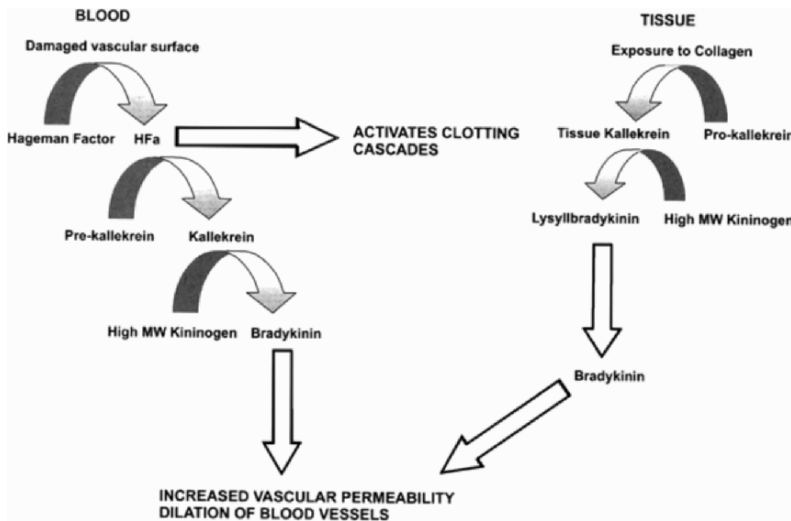 BLOOD
Damaged vascular surface
Hageman Factor HFa
ACTIVATES CLOTTING
CASCADES
Pre-kallekrein Kallekrein
High MW Kininogen Bradykinin
TISSUE
Exposure to Collagen
Tissue Kallekrein Pro-kallekrein
Lysyllbradykinin High MW Kininogen
Bradykinin
INCREASED VASCULAR PERMEABILITY
DILATION OF BLOOD VESSELS